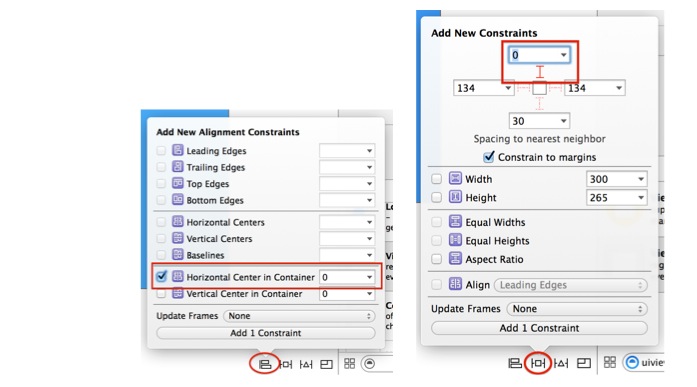 Add New Alignment Constraints
Leading Edges
Trailing Edges
Top Edges
Bottom Edges
Horizontal Centers
Vertical Centers
Baselines
Horizontal Center in Container 0
Vertical Center in Container 0
Update Frames None
Add 1 Constraint
Add New Constraints
0
134 134
30
Spacing to nearest neighbor
Constrain to margins
Width 300
Height 265
Equal Widths
Equal Heights
Aspect Ratio
Align Leading Edges
Update Frames None
Add 1 Constraint